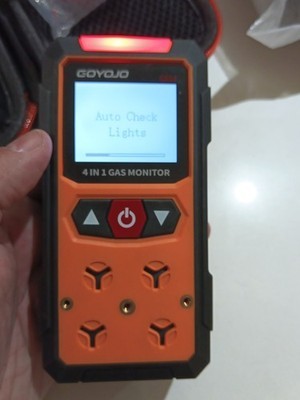 GOYOJO
Auto Check
Lights
4 IN 1 GAS MONITOR